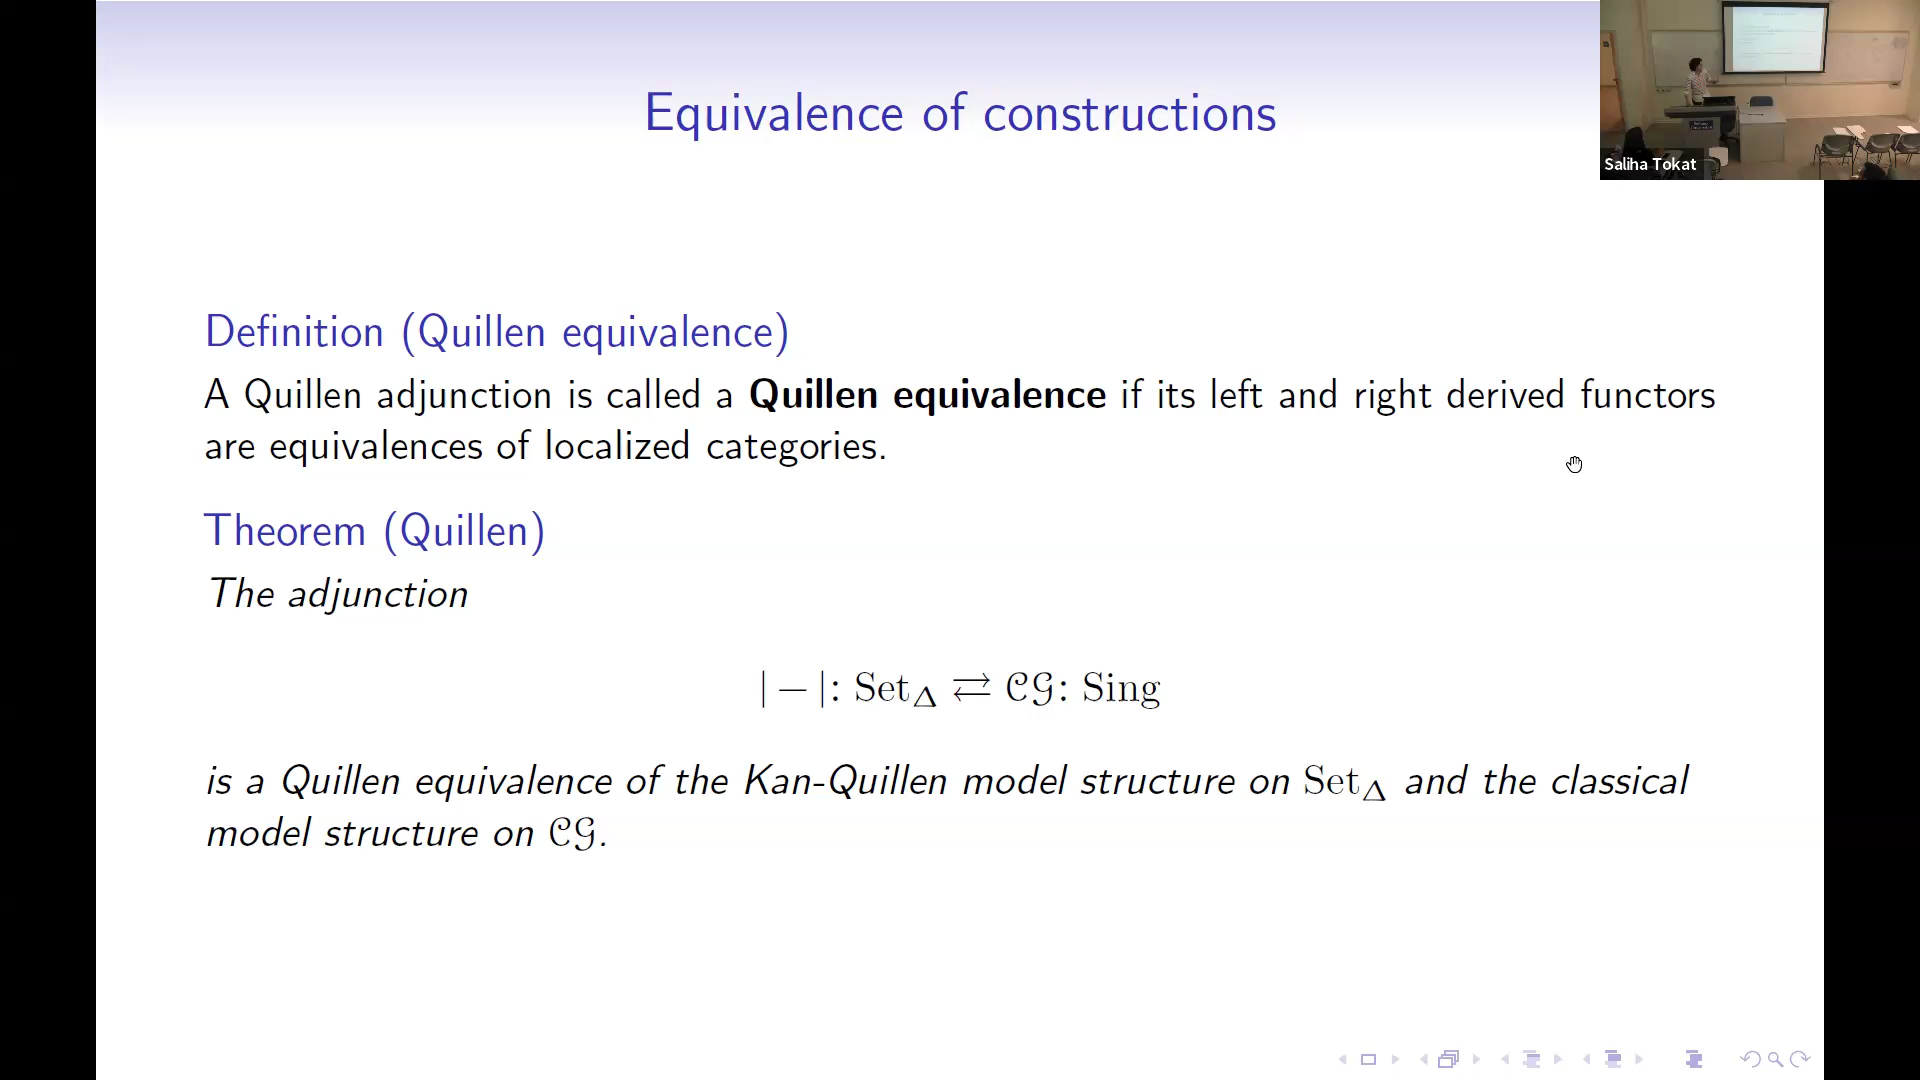 Equivalence of constructions
Saliha Tokat
Definition (Quillen equivalence)
A Quillen adjunction is called a Quillen equivalence if its left and right derived functors
are equivalences of localized categories.
Theorem (Quillen)
The adjunction
| − |: Set_Δ ⇄ 𝒞𝒢: Sing
is a Quillen equivalence of the Kan-Quillen model structure on Set_Δ and the classical
model structure on 𝒞𝒢.